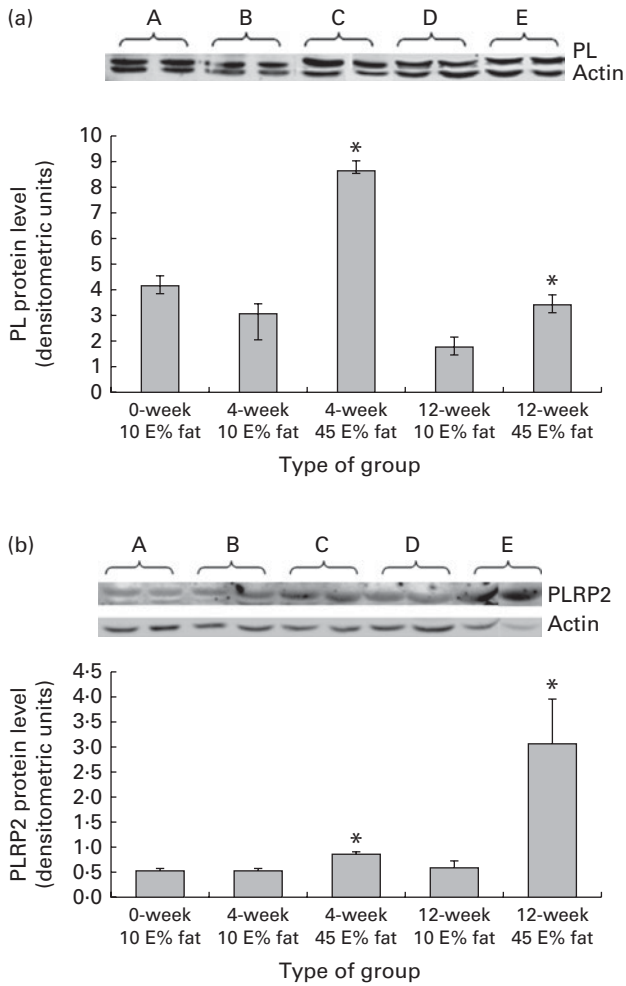 (a)
A B C D E
PL
Actin
10
9
8
7
6
5
4
3
2
1
0
PL protein level
(densitometric units)
*
*
0-week 4-week 4-week 12-week 12-week
10 E% fat 10 E% fat 45 E% fat 10 E% fat 45 E% fat
Type of group
(b)
A B C D E
PLRP2
Actin
4·5
4·0
3·5
3·0
2·5
2·0
1·5
1·0
0·5
0·0
PLRP2 protein level
(densitometric units)
*
*
0-week 4-week 4-week 12-week 12-week
10 E% fat 10 E% fat 45 E% fat 10 E% fat 45 E% fat
Type of group